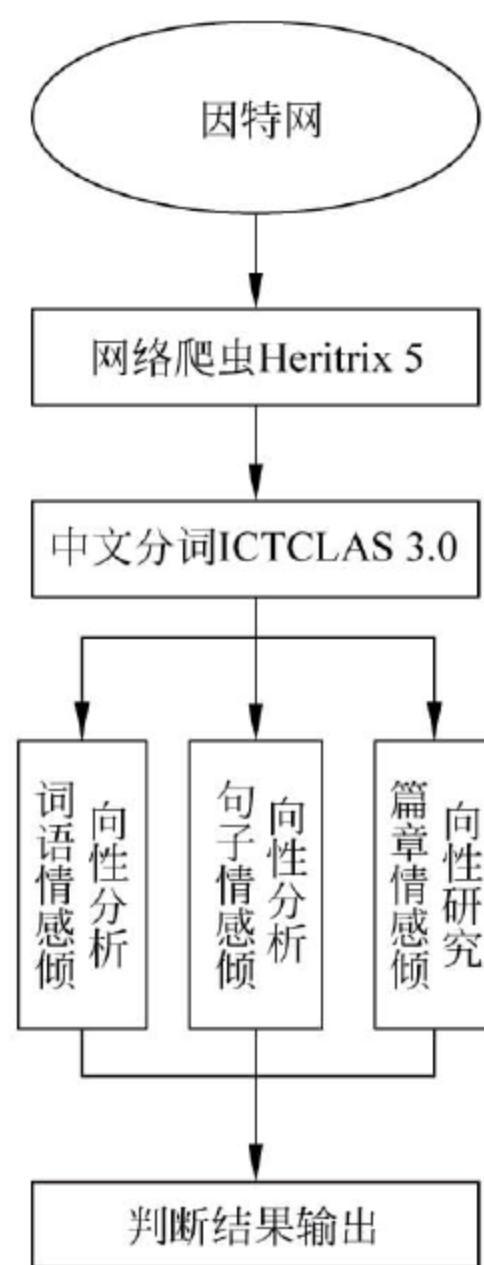 因特网
网络爬虫Heritrix 5
中文分词ICTCLAS 3.0
词语情感倾
向性分析
句子情感倾
向性分析
篇章情感倾
向性研究
判断结果输出